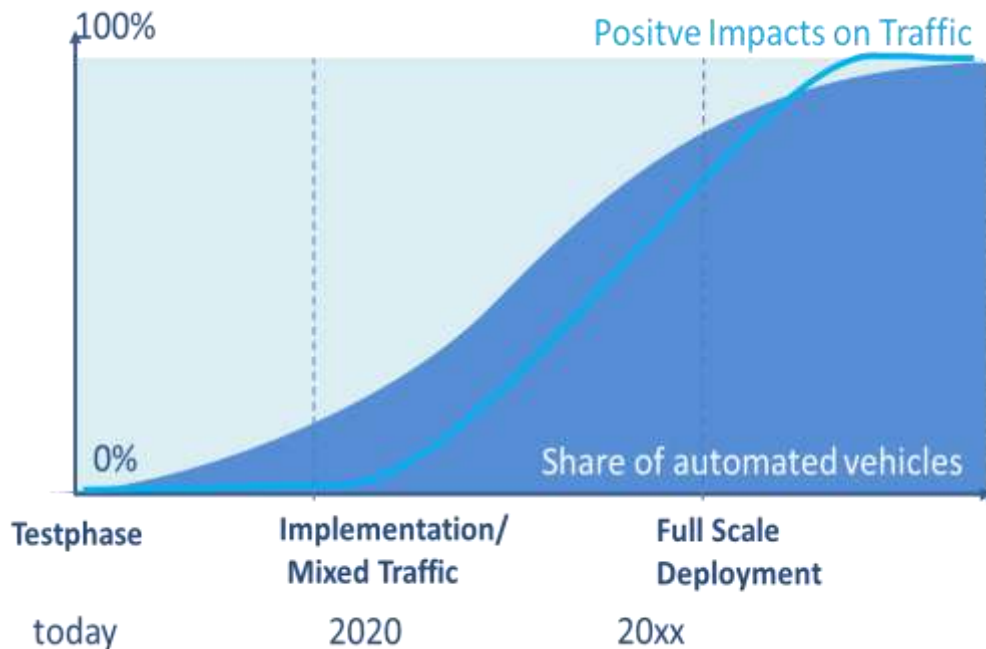 100%
Positve Impacts on Traffic
0%
Share of automated vehicles
Testphase
Implementation/
Mixed Traffic
Full Scale
Deployment
today
2020
20xx